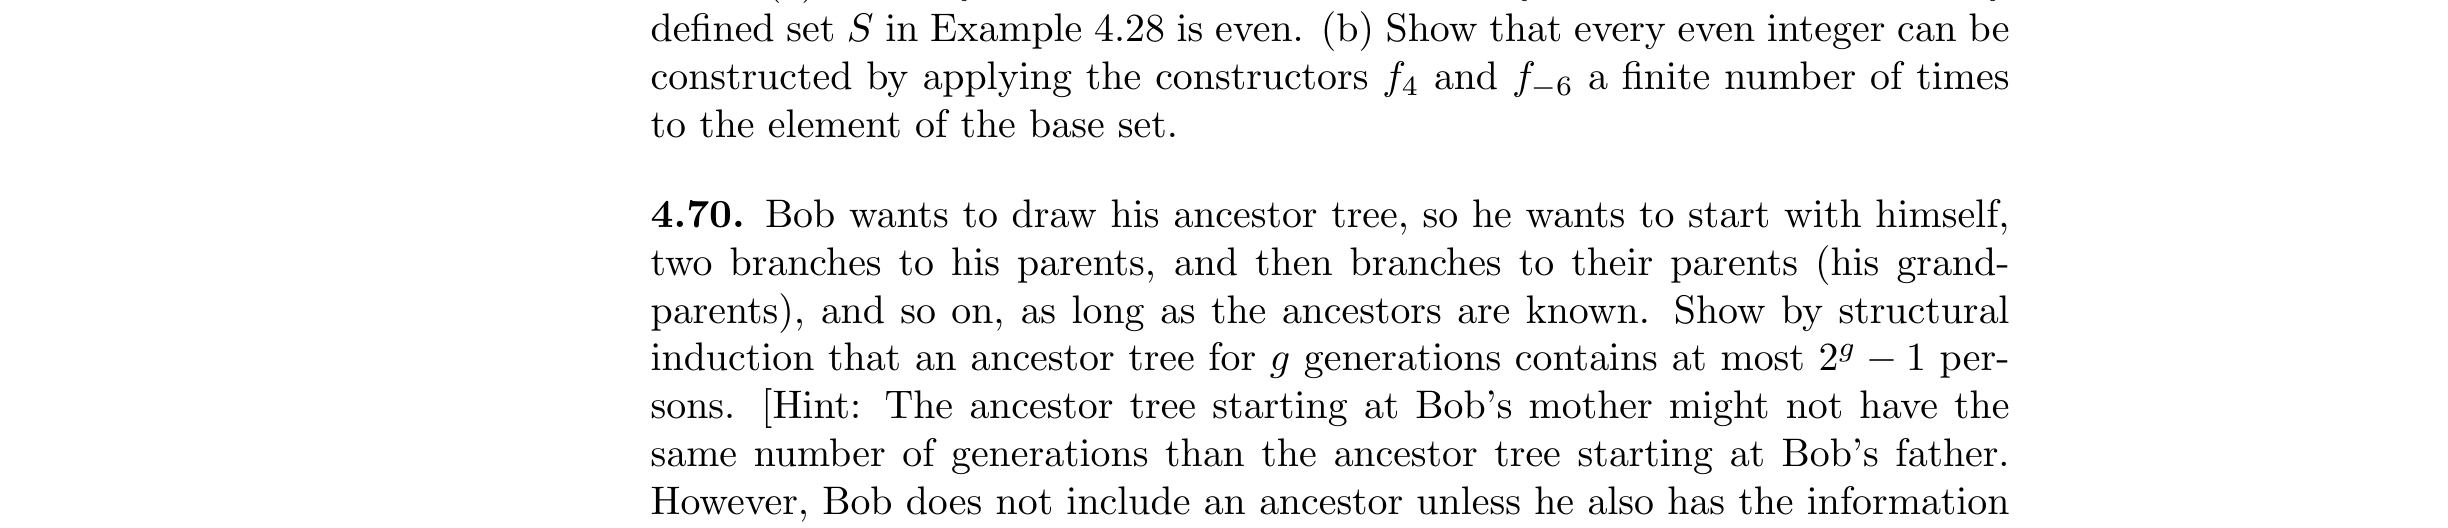 defined set S in Example 4.28 is even. (b) Show that every even integer can be
constructed by applying the constructors f₄ and f₋₆ a finite number of times
to the element of the base set.
4.70. Bob wants to draw his ancestor tree, so he wants to start with himself,
two branches to his parents, and then branches to their parents (his grand-
parents), and so on, as long as the ancestors are known. Show by structural
induction that an ancestor tree for g generations contains at most 2ᵍ − 1 per-
sons. [Hint: The ancestor tree starting at Bob's mother might not have the
same number of generations than the ancestor tree starting at Bob's father.
However, Bob does not include an ancestor unless he also has the information